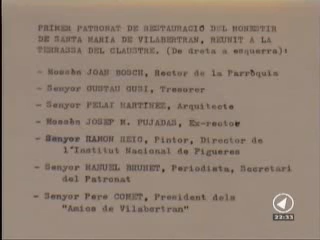 PRIMER PATRONAT DE RESTAURACIÓ DEL MONESTIR
DE SANTA MARIA DE VILABERTRAN, REUNIT A LA
TERRASSA DEL CLAUSTRE. (De dreta a esquerra):
- Mossèn JOAN BOSCH, Rector de la Parròquia
- Senyor GUSTAU GUSI, Tresorer
- Senyor PELAI MARTINEZ, Arquitecte
- Mossèn JOSEP M. PUJADAS, Ex-rector
- Senyor RAMON REIG, Pintor, Director de
l'Institut Nacional de Figueres
- Senyor MANUEL BRUNET, Periodista, Secretari
del Patronat
- Senyor Pere COMET, President dels
"Amics de Vilabertran"
22:33